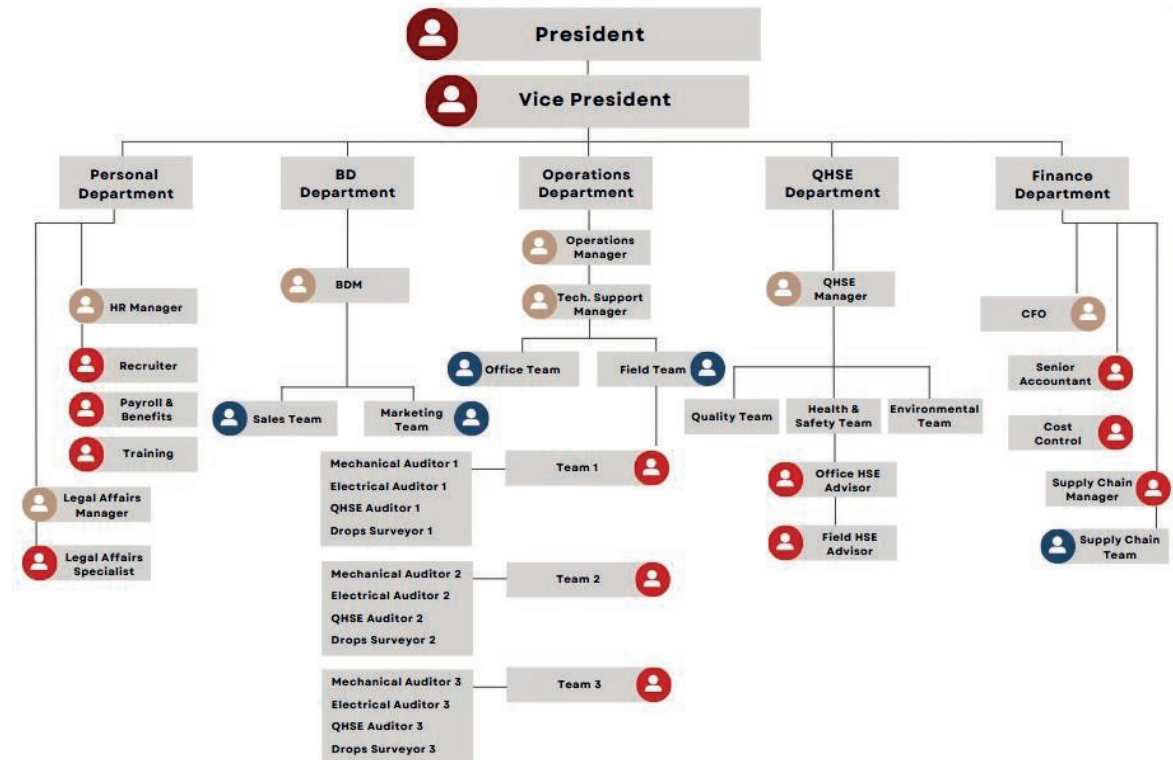 President
Vice President
Personal
Department
BD
Department
Operations
Department
QHSE
Department
Finance
Department
HR Manager
Recruiter
Payroll &
Benefits
Training
Legal Affairs
Manager
Legal Affairs
Specialist
BDM
Sales Team
Marketing
Team
Operations
Manager
Tech. Support
Manager
Office Team
Field Team
Team 1
Mechanical Auditor 1
Electrical Auditor 1
QHSE Auditor 1
Drops Surveyor 1
Team 2
Mechanical Auditor 2
Electrical Auditor 2
QHSE Auditor 2
Drops Surveyor 2
Team 3
Mechanical Auditor 3
Electrical Auditor 3
QHSE Auditor 3
Drops Surveyor 3
QHSE
Manager
Quality Team
Health &
Safety Team
Environmental
Team
Office HSE
Advisor
Field HSE
Advisor
CFO
Senior
Accountant
Cost
Control
Supply Chain
Manager
Supply Chain
Team